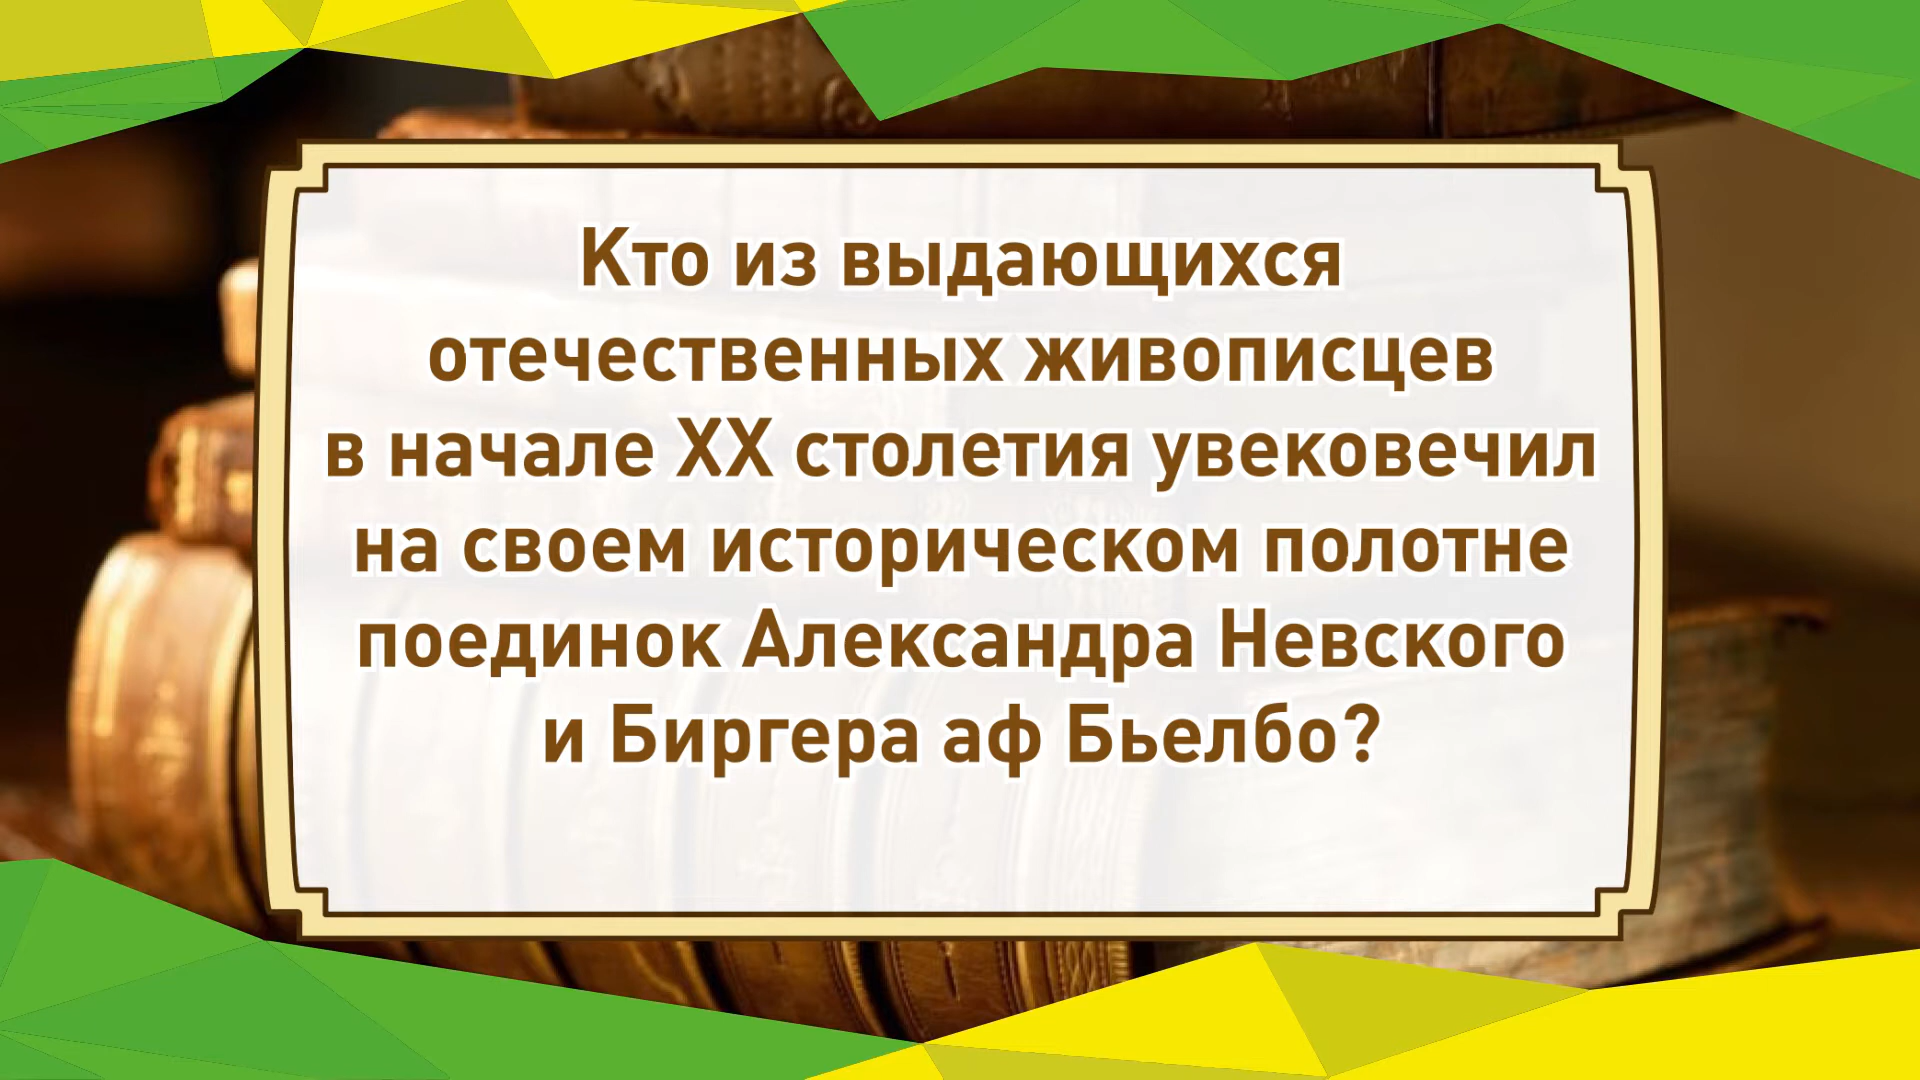 Кто из выдающихся
отечественных живописцев
в начале XX столетия увековечил
на своем историческом полотне
поединок Александра Невского
и Биргера аф Бьелбо?